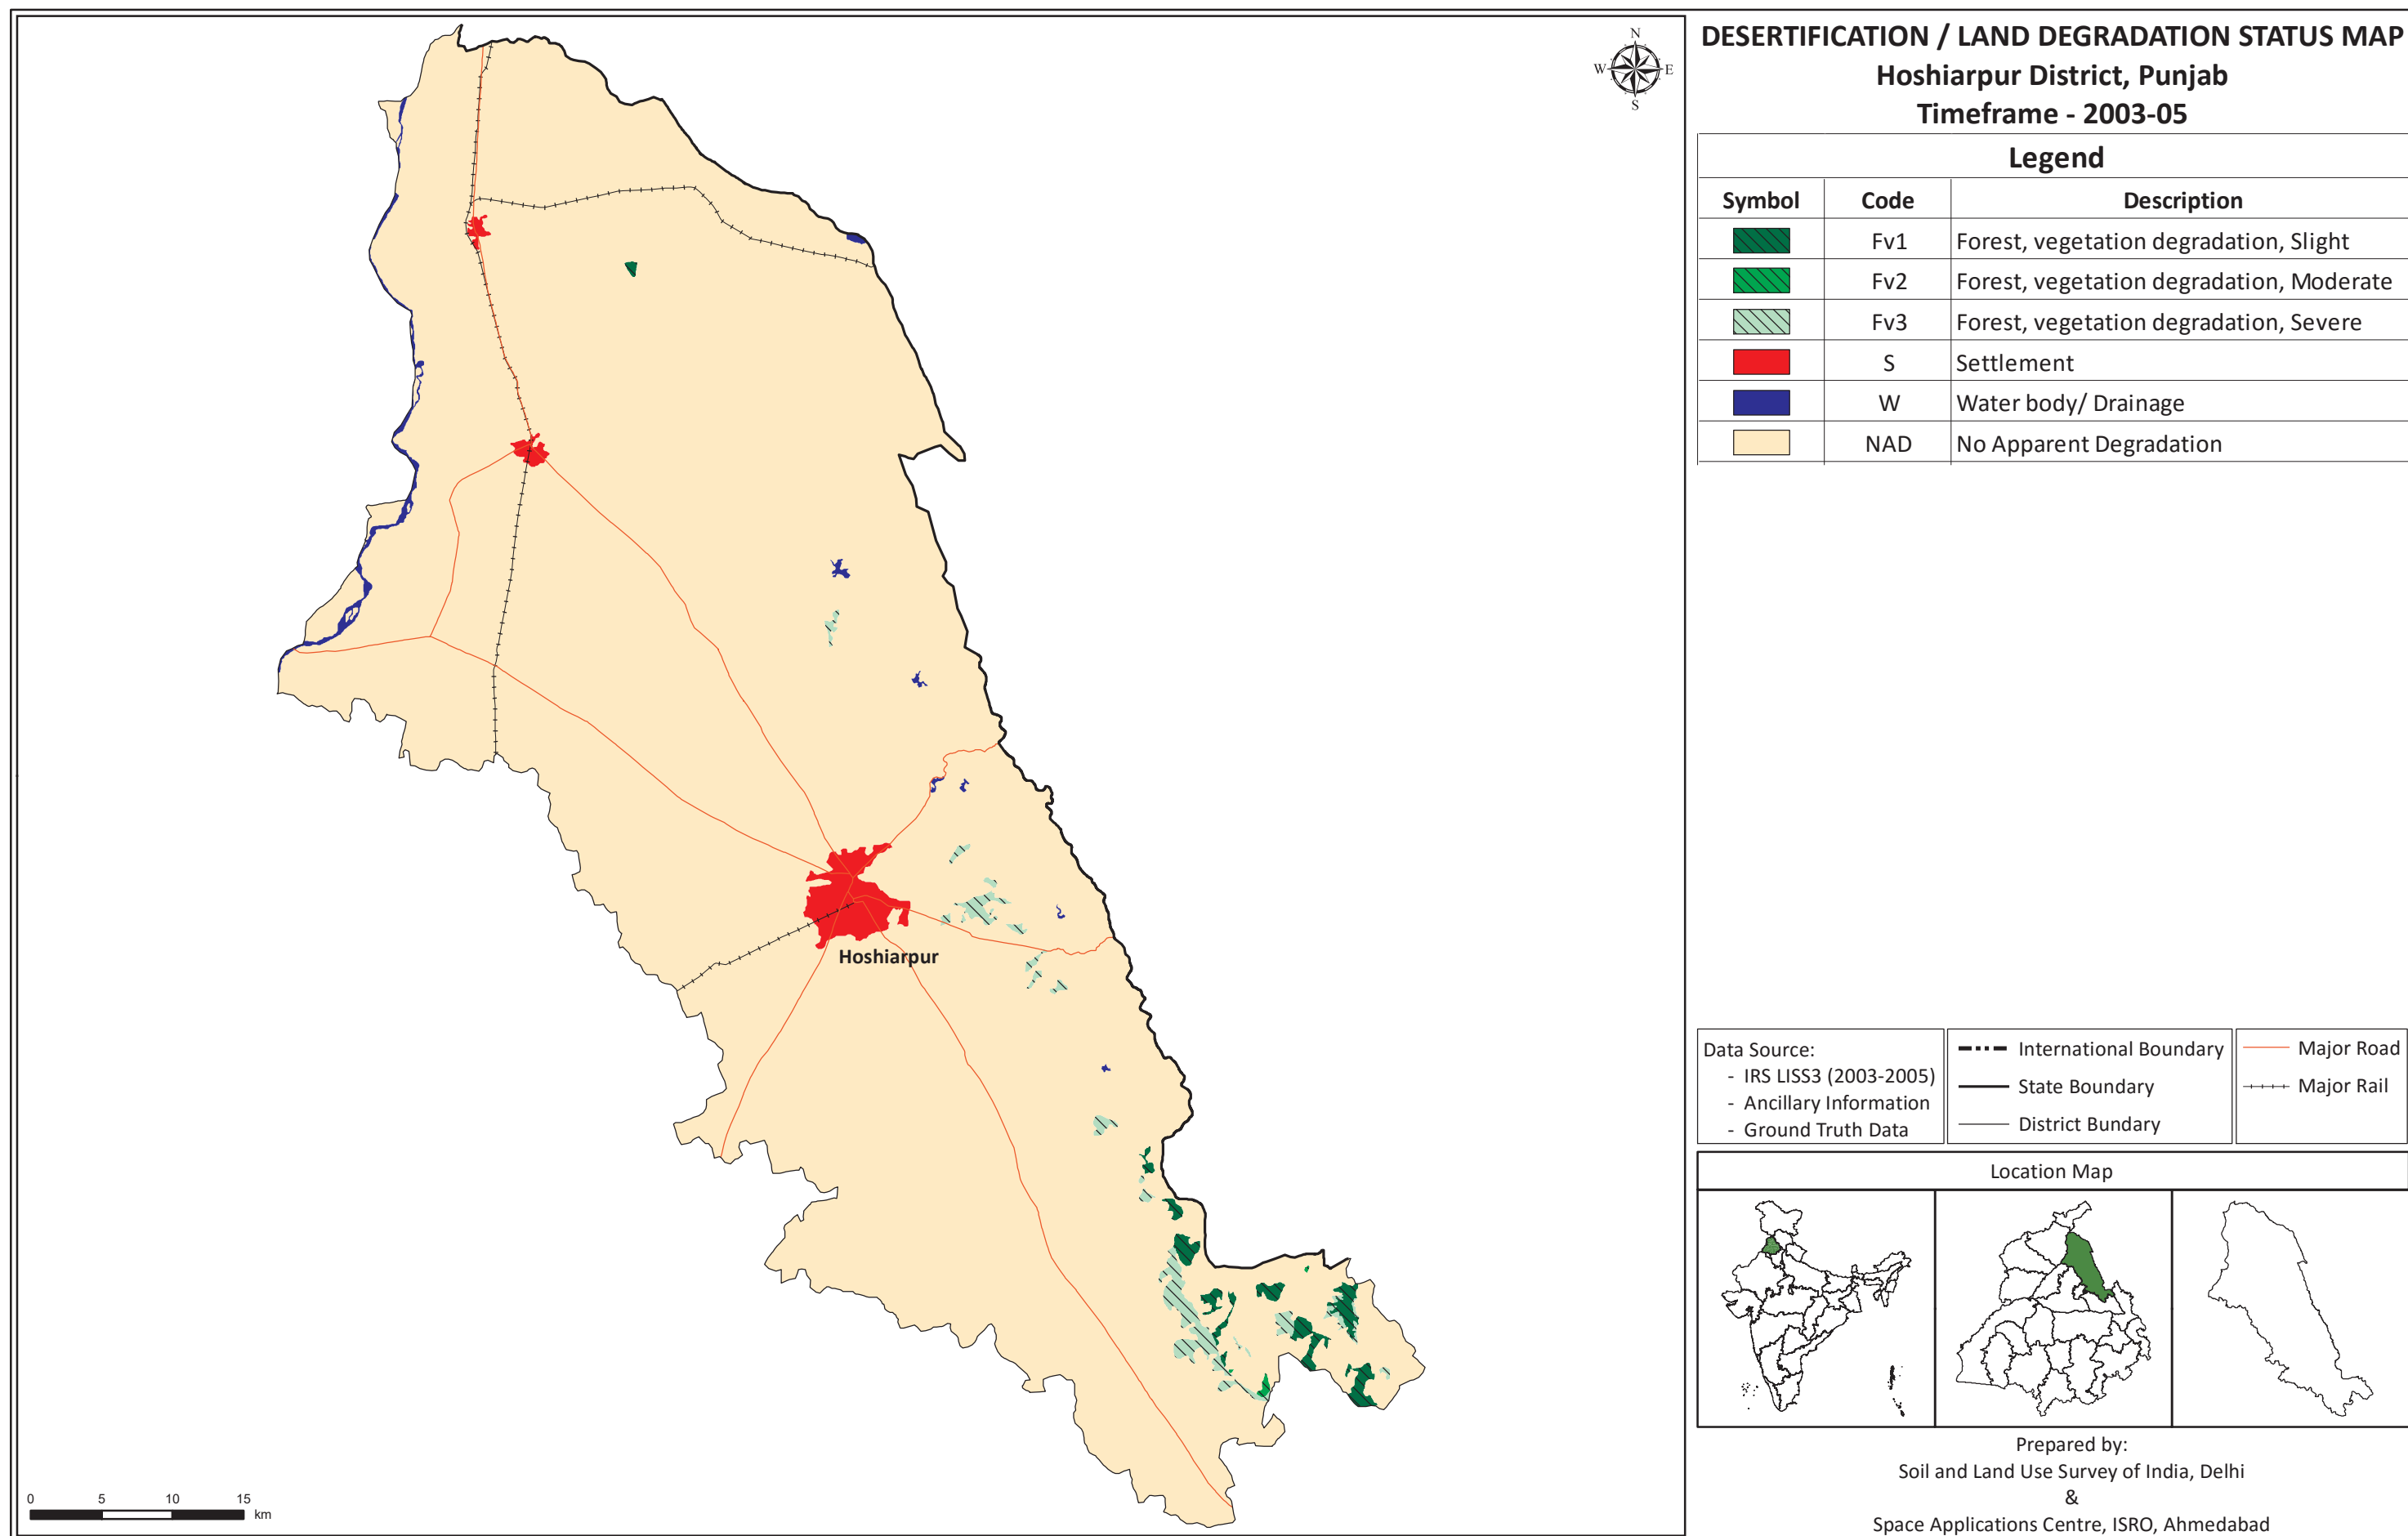 DESERTIFICATION / LAND DEGRADATION STATUS MAP
Hoshiarpur District, Punjab
Timeframe - 2003-05
Legend
Symbol Code Description
Fv1 Forest, vegetation degradation, Slight
Fv2 Forest, vegetation degradation, Moderate
Fv3 Forest, vegetation degradation, Severe
S Settlement
W Water body/ Drainage
NAD No Apparent Degradation
N
W E
S
Hoshiarpur
0 5 10 15
km
Data Source:
- IRS LISS3 (2003-2005)
- Ancillary Information
- Ground Truth Data
International Boundary
State Boundary
District Bundary
Major Road
Major Rail
Location Map
Prepared by:
Soil and Land Use Survey of India, Delhi
&
Space Applications Centre, ISRO, Ahmedabad